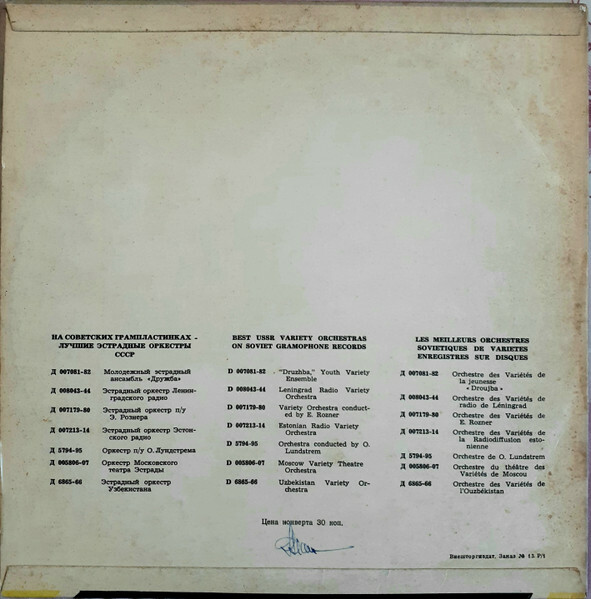 НА СОВЕТСКИХ ГРАМПЛАСТИНКАХ -
ЛУЧШИЕ ЭСТРАДНЫЕ ОРКЕСТРЫ
СССР
Д 007081-82 Молодежный эстрадный
ансамбль «Дружба»
Д 008043-44 Эстрадный оркестр Ленин-
градского радио
Д 007179-80 Эстрадный оркестр п/у
Э. Рознера
Д 007213-14 Эстрадный оркестр Эстон-
ского радио
Д 5794-95 Оркестр п/у О. Лундстрема
Д 005806-07 Оркестр Московского
театра Эстрады
Д 6865-66 Эстрадный оркестр
Узбекистана
BEST USSR VARIETY ORCHESTRAS
ON SOVIET GRAMOPHONE RECORDS
D 007081-82 "Druzhba," Youth Variety
Ensemble
D 008043-44 Leningrad Radio Variety
Orchestra
D 007179-80 Variety Orchestra conduct-
ed by E. Rozner
D 007213-14 Estonian Radio Variety
Orchestra
D 5794-95 Orchestra conducted by O.
Lundstrem
D 005806-07 Moscow Variety Theatre
Orchestra
D 6865-66 Uzbekistan Variety Or-
chestra
LES MEILLEURS ORCHESTRES
SOVIETIQUES DE VARIETES
ENREGISTRES SUR DISQUES
Д 007081-82 Orchestre des Variétés de
la jeunesse
«Droujba»
Д 008043-44 Orchestre des Variétés de
radio de Léningrad
Д 007179-80 Orchestre des Variétés de
E. Rozner
Д 007213-14 Orchestre des Variétés de
la Radiodiffusion esto-
nienne
Д 5794-95 Orchestre de O. Lundstrem
Д 005806-07 Orchestre du théâtre des
Variétés de Moscou
Д 6865-66 Orchestre des Variétés de
l'Ouzbékistan
Цена конверта 30 коп.
Внешторгиздат, Заказ № 13 Р/1